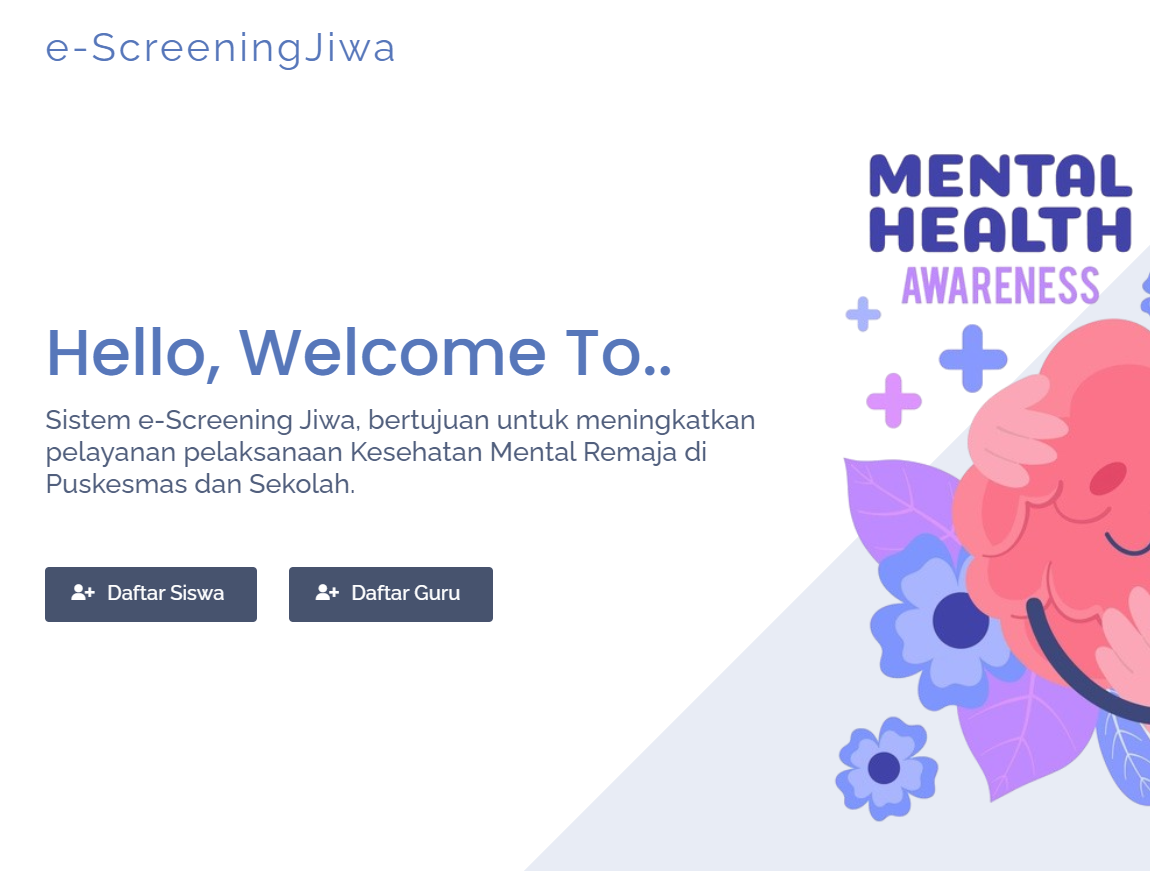 e-ScreeningJiwa
MENTAL
HEALTH
AWARENESS
Hello, Welcome To..
Sistem e-Screening Jiwa, bertujuan untuk meningkatkan
pelayanan pelaksanaan Kesehatan Mental Remaja di
Puskesmas dan Sekolah.
Daftar Siswa
Daftar Guru